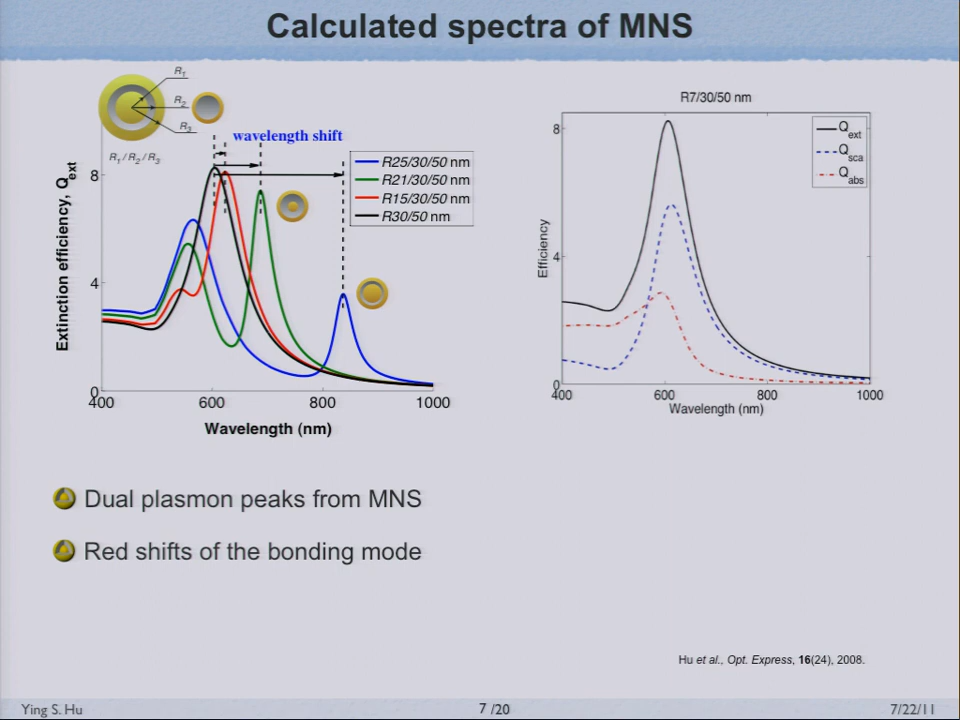 Calculated spectra of MNS
R1
R2
R3
R1 / R2 / R3
wavelength shift
R25/30/50 nm
R21/30/50 nm
R15/30/50 nm
R30/50 nm
Extinction efficiency, Qext
8
4
0
400
600
800
1000
Wavelength (nm)
R7/30/50 nm
Qext
Qsca
Qabs
Efficiency
8
4
0
400
600
800
1000
Wavelength (nm)
Dual plasmon peaks from MNS
Red shifts of the bonding mode
Hu et al., Opt. Express, 16(24), 2008.
Ying S. Hu
7 /20
7/22/11